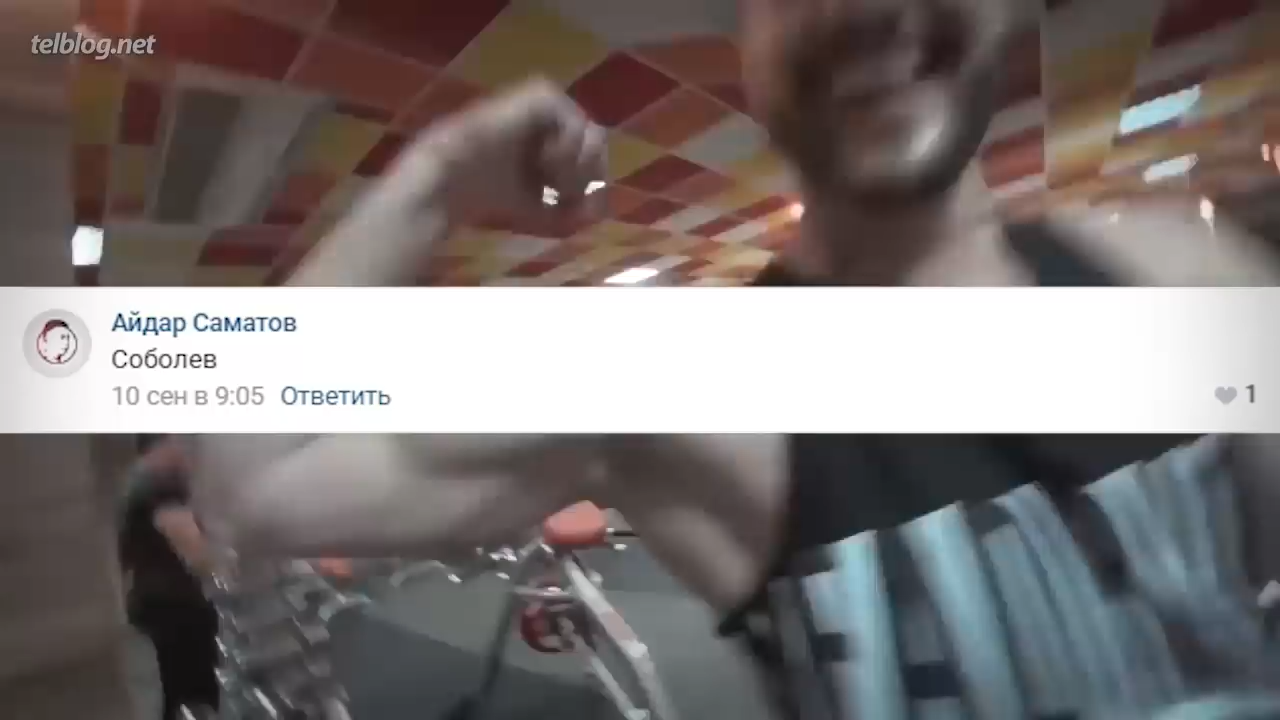 telblog.net
Айдар Саматов
Соболев
10 сен в 9:05 Ответить
1